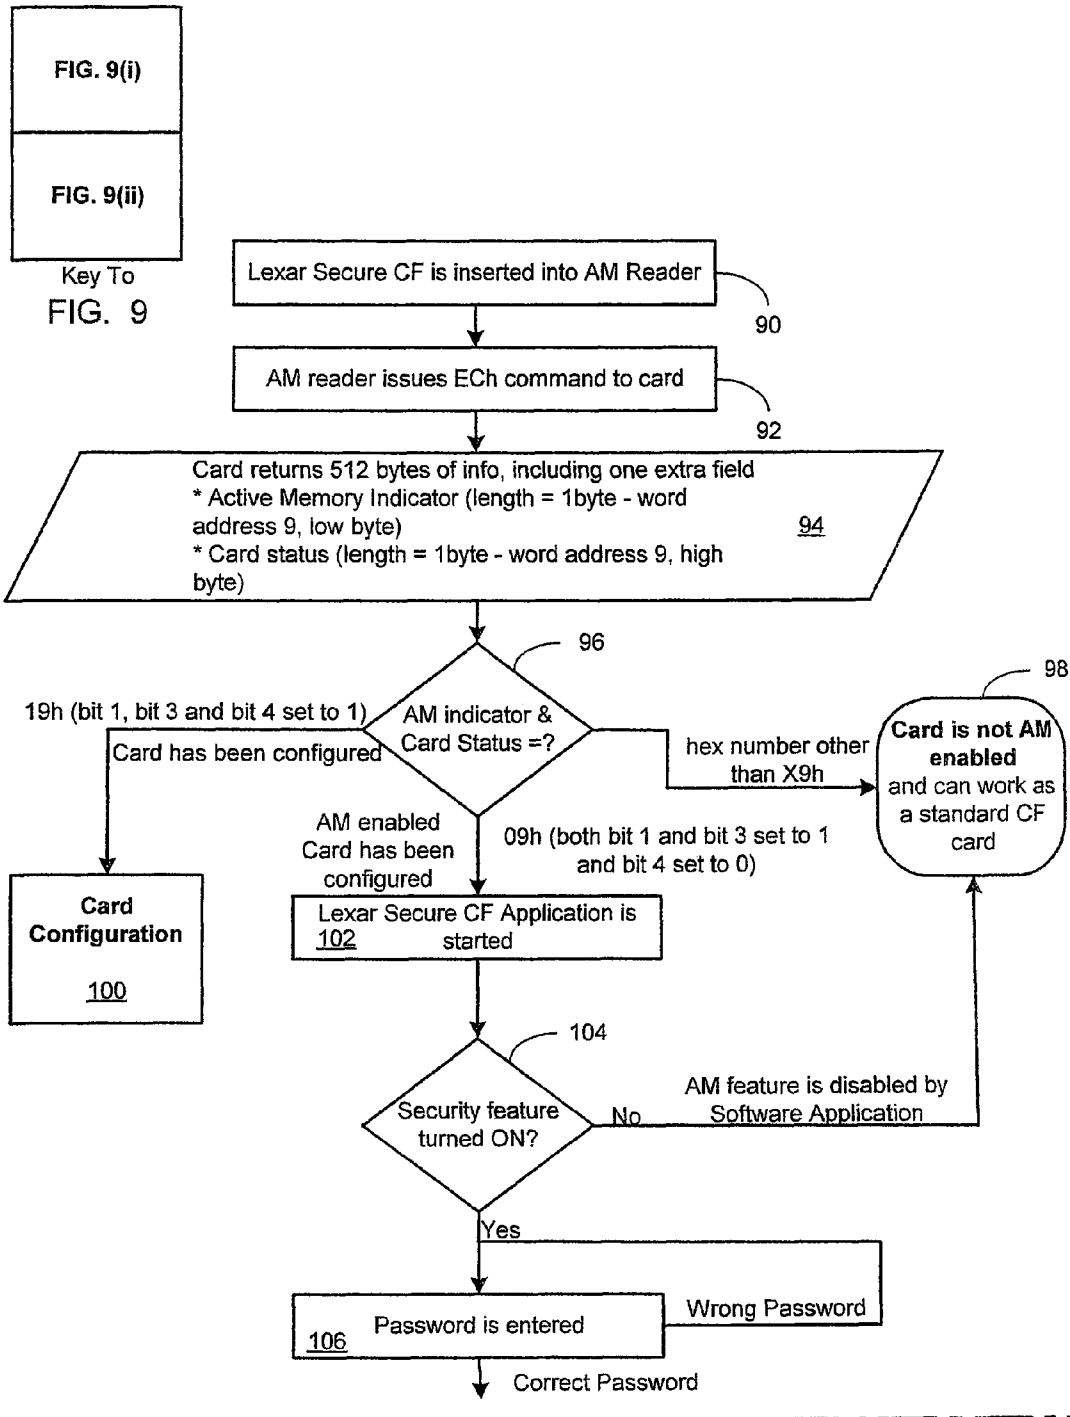 FIG. 9(i)
FIG. 9(ii)
Key To
FIG. 9
Lexar Secure CF is inserted into AM Reader
90
AM reader issues ECh command to card
92
Card returns 512 bytes of info, including one extra field
* Active Memory Indicator (length = 1byte - word
address 9, low byte)
* Card status (length = 1byte - word address 9, high
byte)
94
96
AM indicator &
Card Status =?
19h (bit 1, bit 3 and bit 4 set to 1)
Card has been configured
hex number other
than X9h
98
Card is not AM
enabled
and can work as
a standard CF
card
AM enabled
Card has been
configured
09h (both bit 1 and bit 3 set to 1
and bit 4 set to 0)
Card
Configuration
100
Lexar Secure CF Application is
102 started
104
Security feature
turned ON?
No
AM feature is disabled by
Software Application
Yes
Password is entered
106
Wrong Password
Correct Password